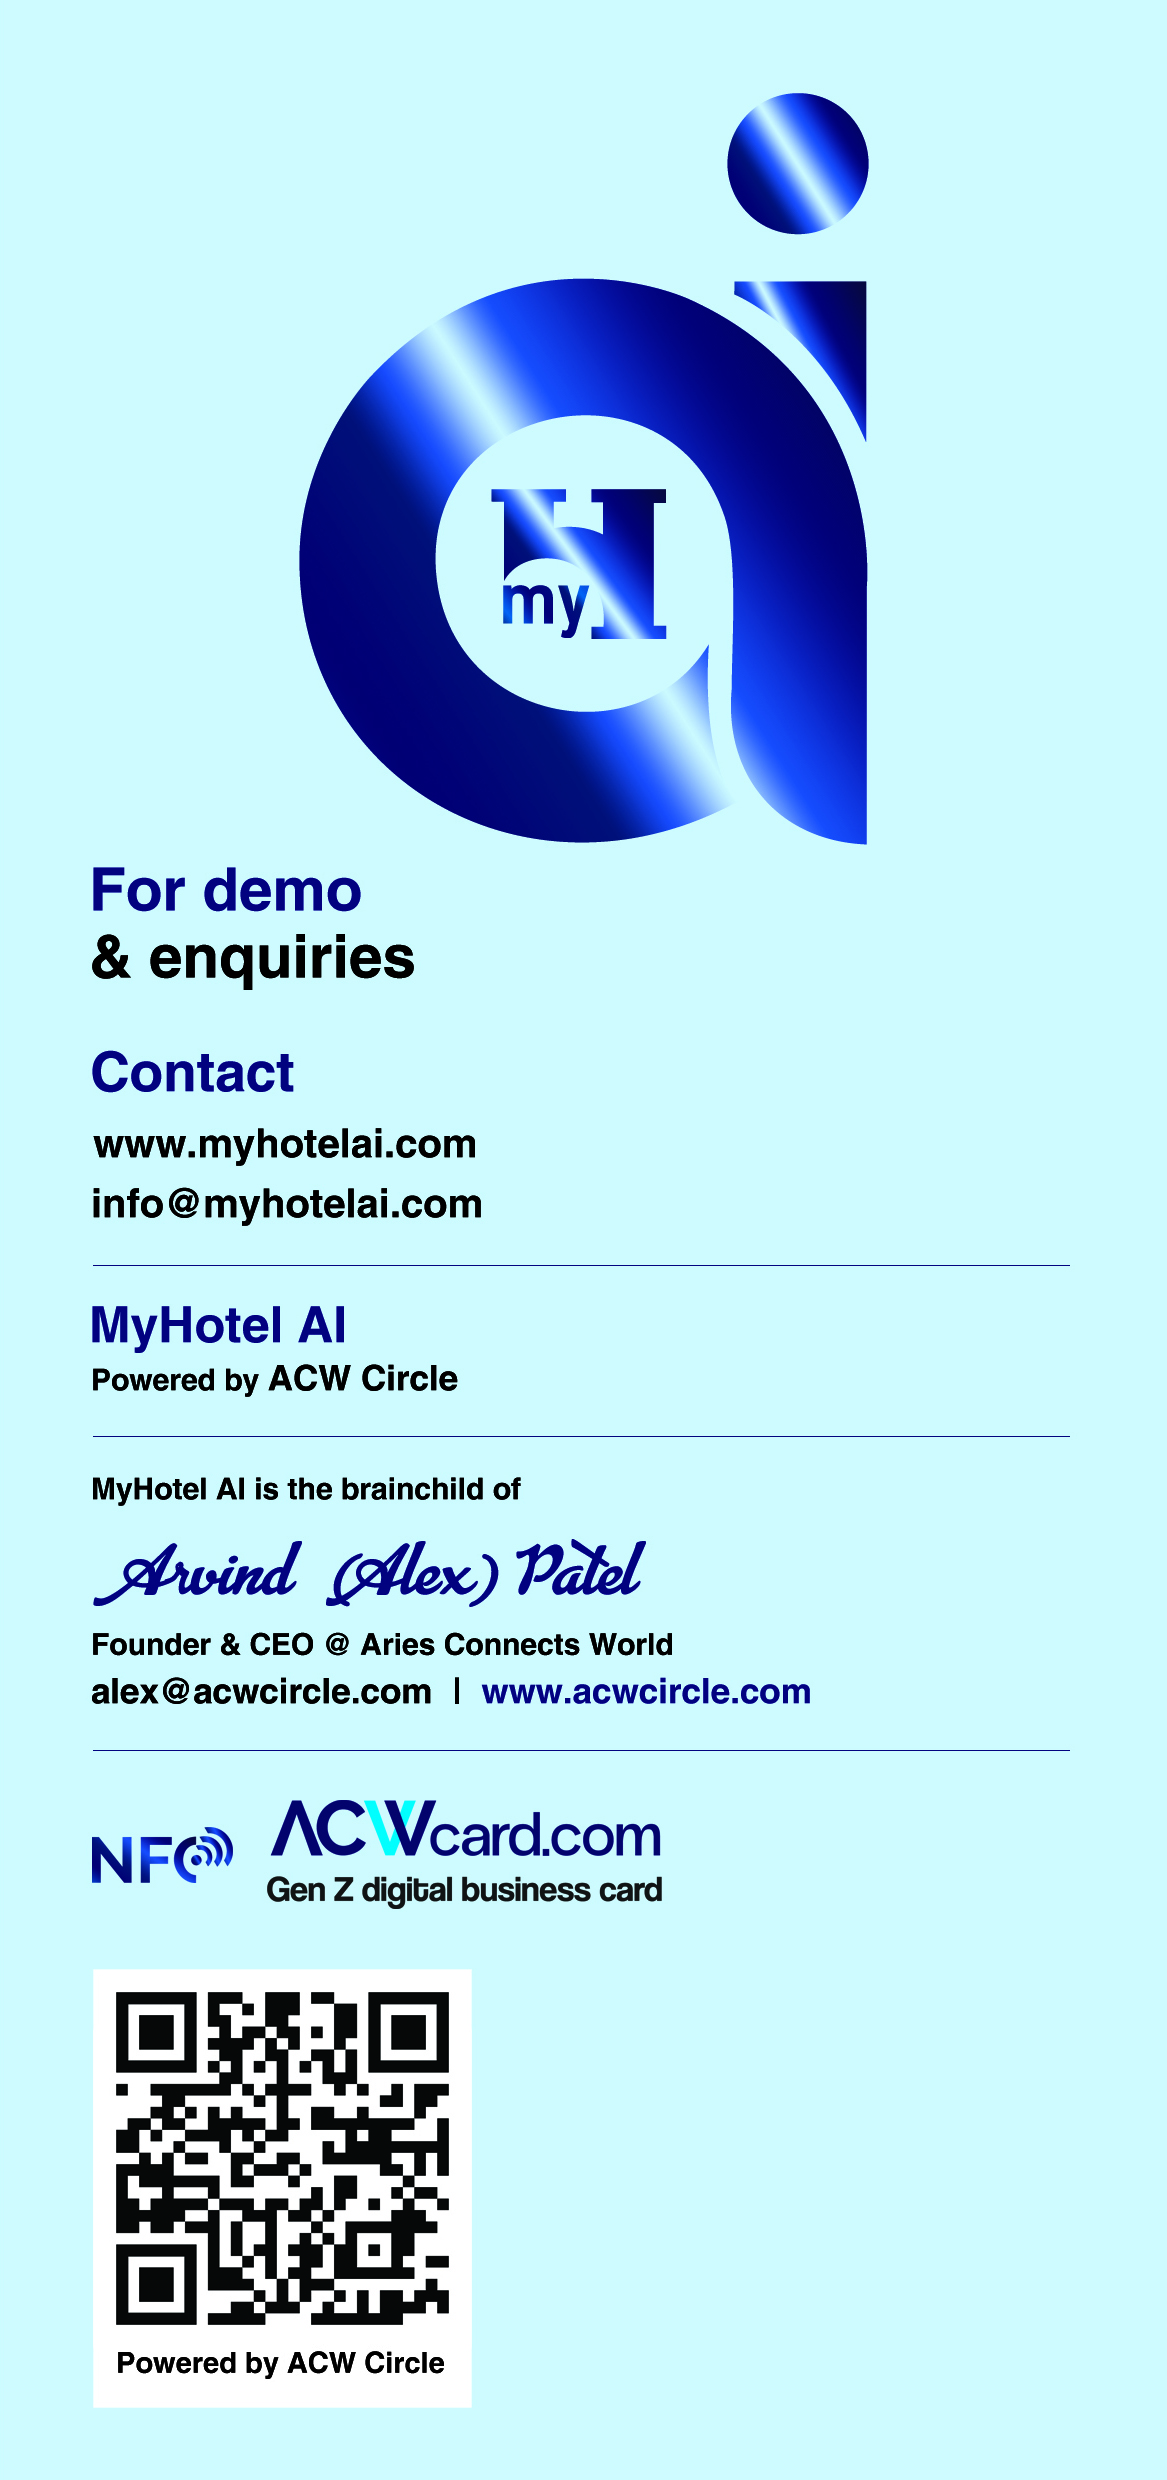 ai
myH
For demo
& enquiries
Contact
www.myhotelai.com
info@myhotelai.com
MyHotel AI
Powered by ACW Circle
MyHotel AI is the brainchild of
Arvind (Alex) Patel
Founder & CEO @ Aries Connects World
alex@acwcircle.com | www.acwcircle.com
NFC ACWcard.com
Gen Z digital business card
Powered by ACW Circle